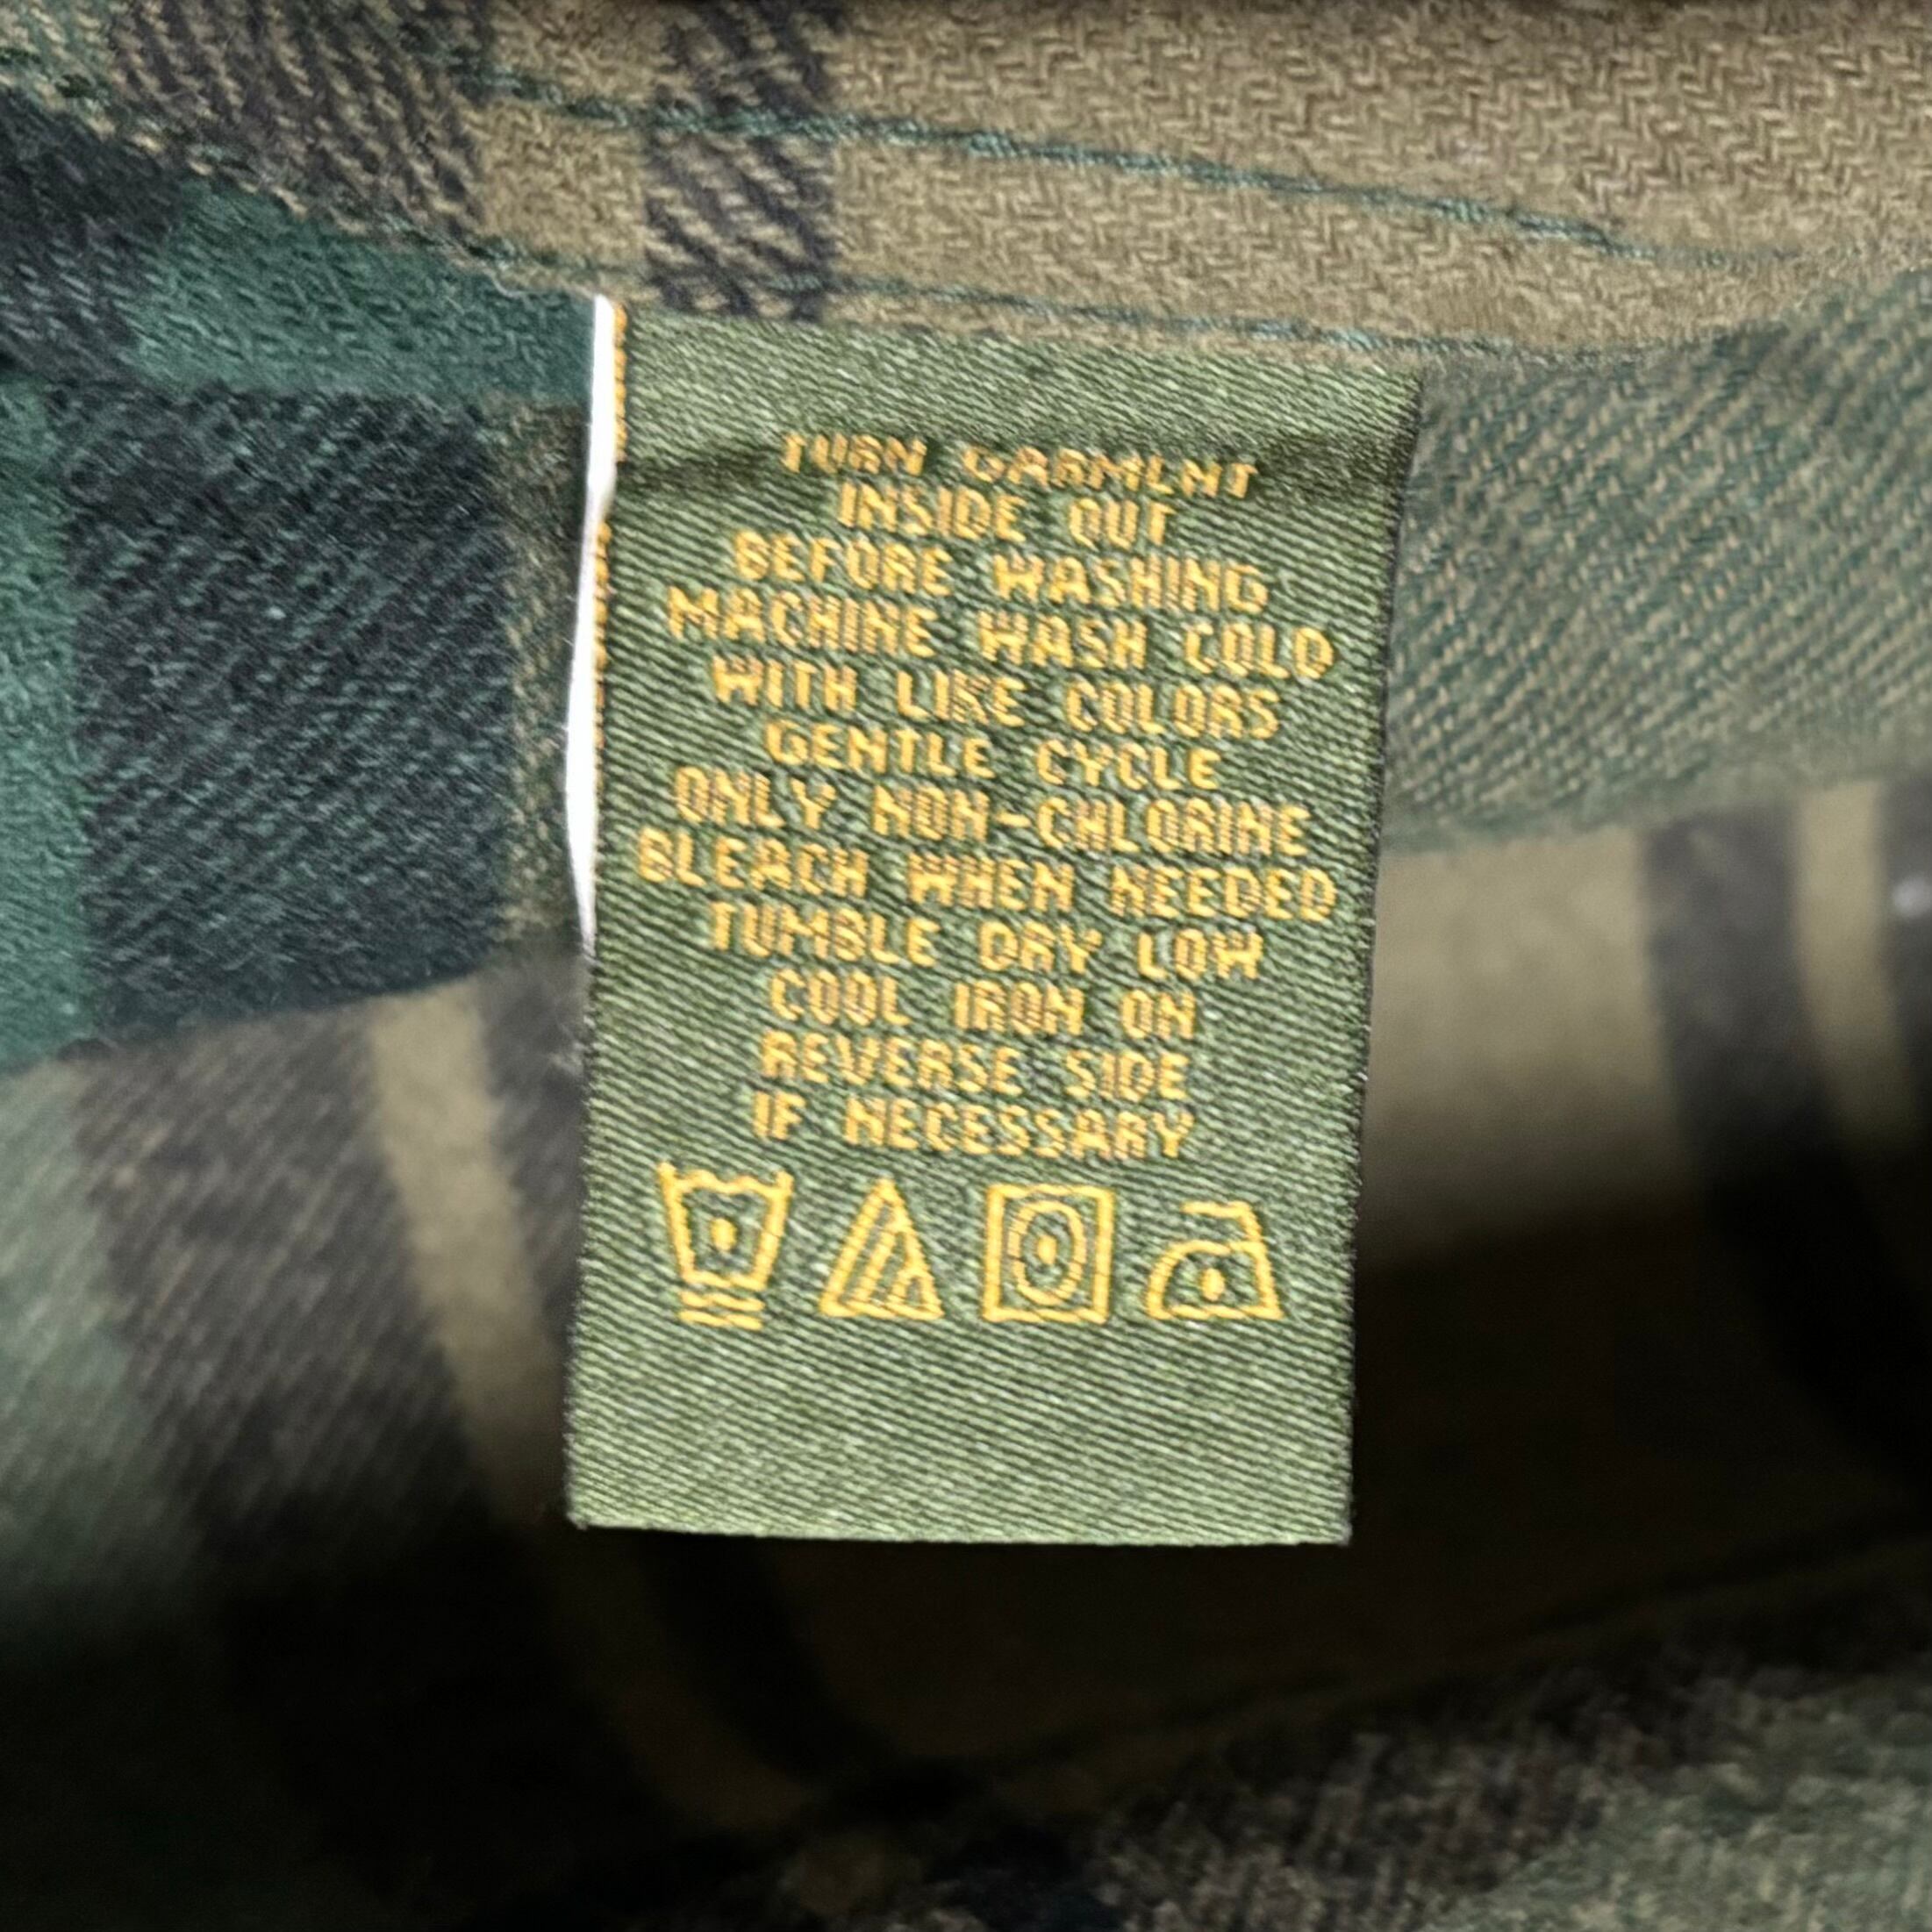 TURN GARMENT
INSIDE OUT
BEFORE WASHING
MACHINE WASH COLD
WITH LIKE COLORS
GENTLE CYCLE
ONLY NON-CHLORINE
BLEACH WHEN NEEDED
TUMBLE DRY LOW
COOL IRON ON
REVERSE SIDE
IF NECESSARY